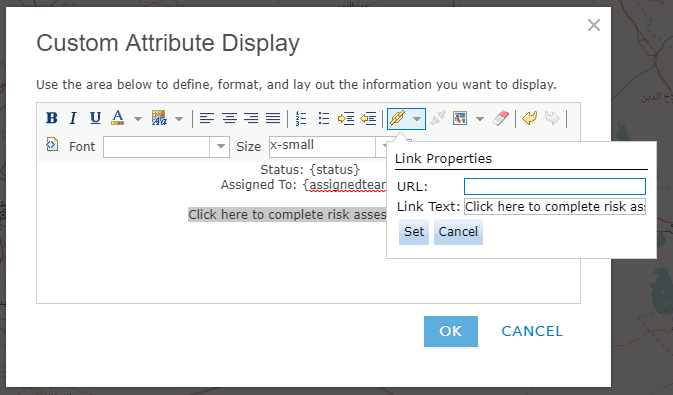 Custom Attribute Display
Use the area below to define, format, and lay out the information you want to display.
B I U A
Font Size x-small
Link Properties
URL:
Link Text: Click here to complete risk as
Set Cancel
Status: {status}
Assigned To: {assignedtea
Click here to complete risk asses
OK CANCEL